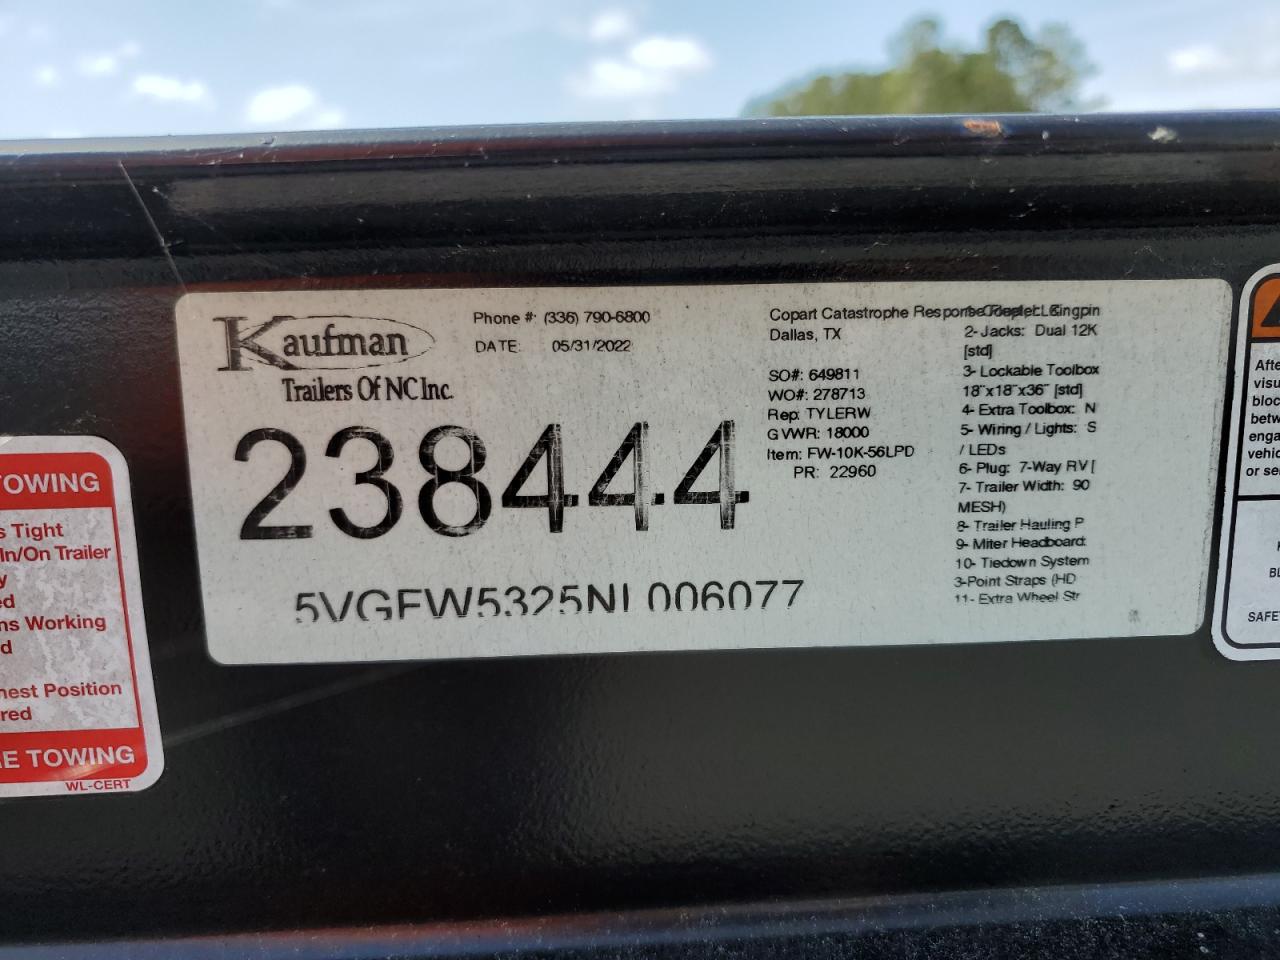 Kaufman
Trailers Of NC Inc.
Phone #: (336) 790-6800
DATE: 05/31/2022
238444
5VGFW5325NL006077
Copart Catastrophe Response
Dallas, TX
SO#: 649811
WO#: 278713
Rep: TYLERW
GVWR: 18000
Item: FW-10K-56LPD
PR: 22960
Kingpin
2- Jacks: Dual 12K
[std]
3- Lockable Toolbox
18"x18"x36" [std]
4- Extra Toolbox: N
5- Wiring / Lights: S
/ LEDs
6- Plug: 7-Way RV [
7- Trailer Width: 90
MESH)
8- Trailer Hauling P
9- Miter Headboard:
10- Tiedown System
3-Point Straps (HD
11- Extra Wheel Str
TOWING
s Tight
In/On Trailer
y
ed
ns Working
d
hest Position
red
E TOWING
WL-CERT
Afte
visu
bloc
betw
enga
vehic
or se
BL
SAFET